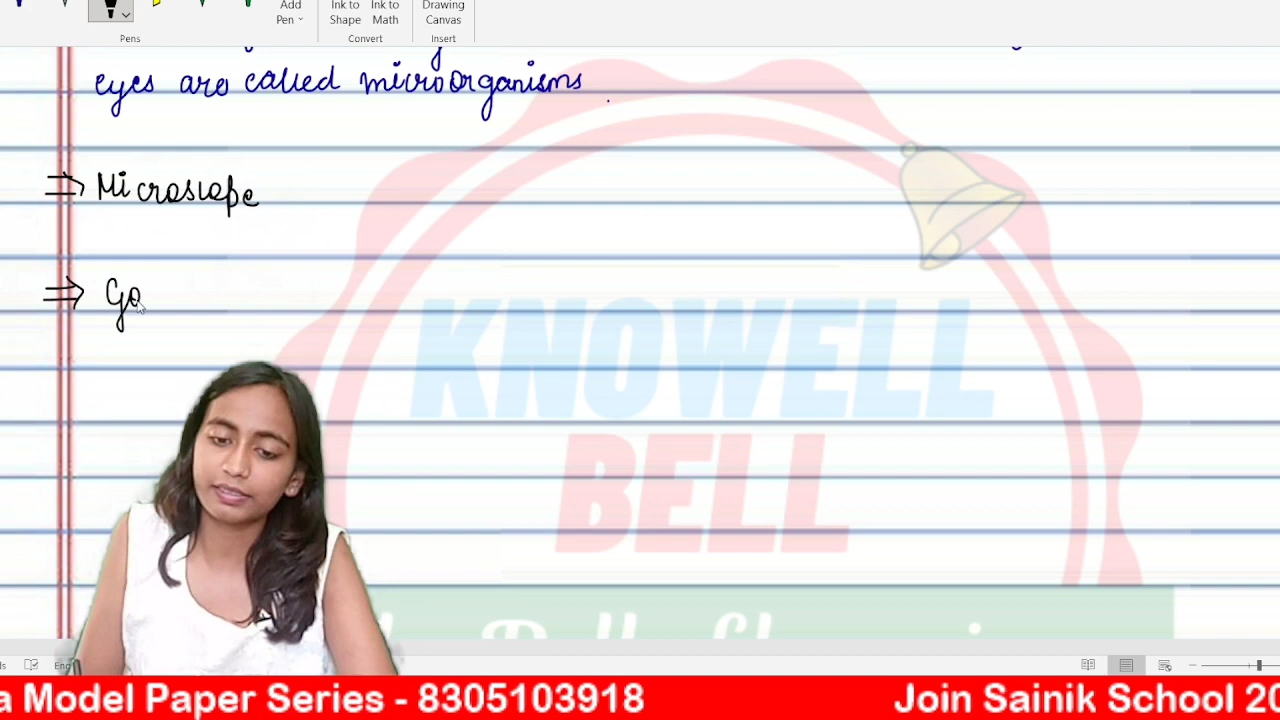 Add Pen
Ink to Shape
Ink to Math
Drawing Canvas
Pens
Convert
Insert
eyes are called microorganisms.
⇒ Microscope
⇒ Go
KNOWELL
BELL
Eng
a Model Paper Series - 8305103918
Join Sainik School 20